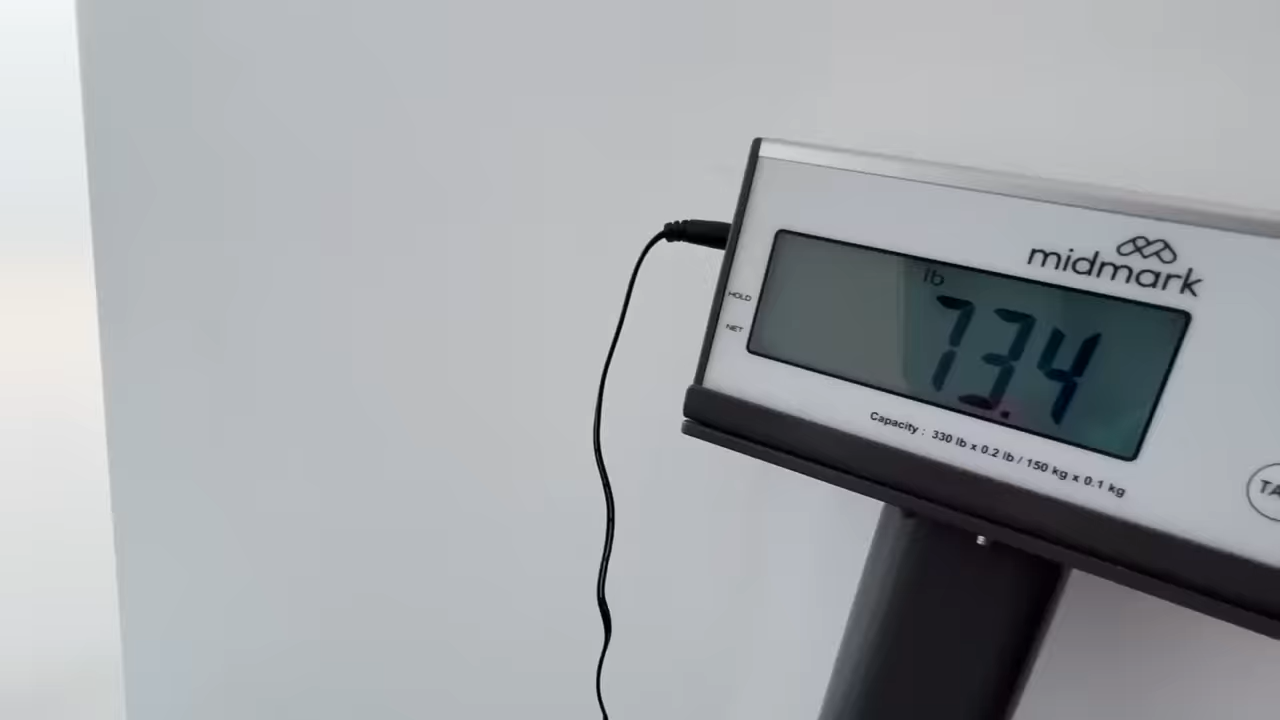 midmark
lb
HOLD
73.4
NET
Capacity : 330 lb x 0.2 lb / 150 kg x 0.1 kg